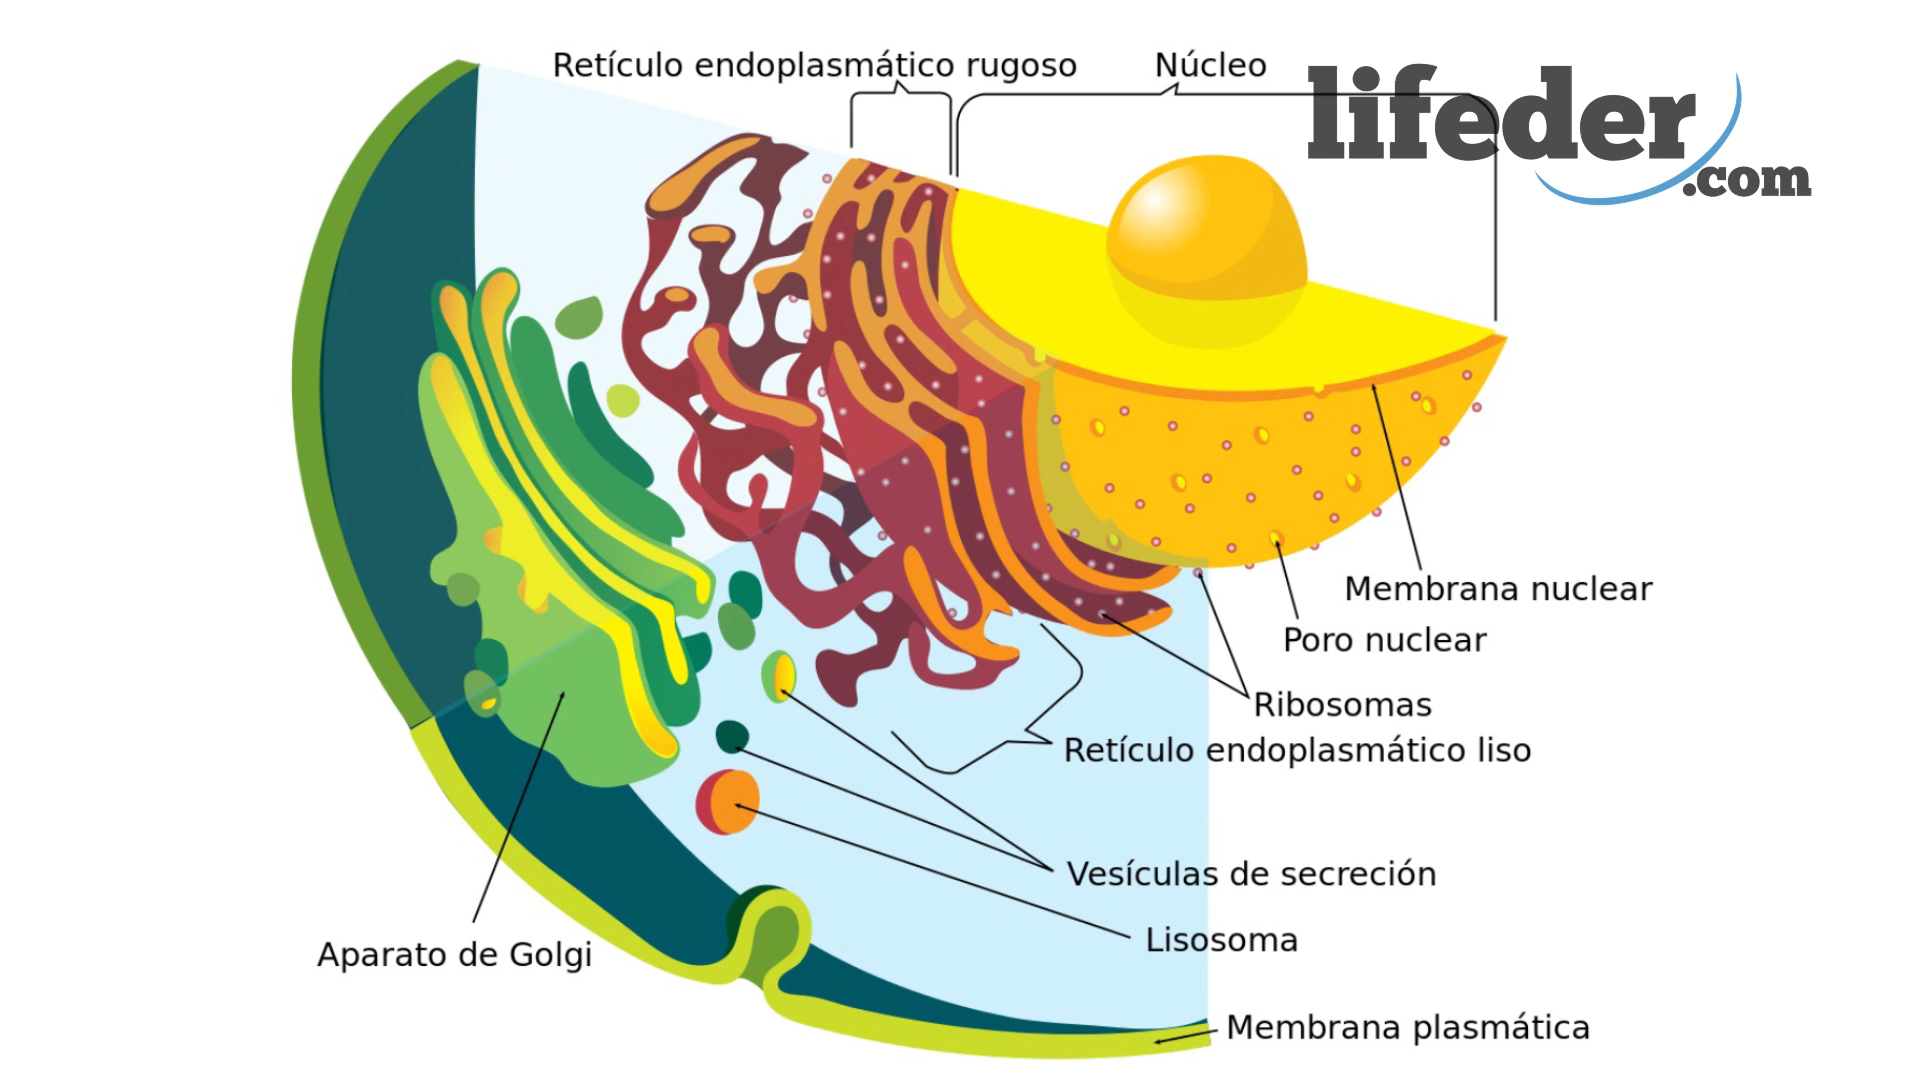 Retículo endoplasmático rugoso
Núcleo
lifeder
.com
Membrana nuclear
Poro nuclear
Ribosomas
Retículo endoplasmático liso
Vesículas de secreción
Lisosoma
Aparato de Golgi
Membrana plasmática